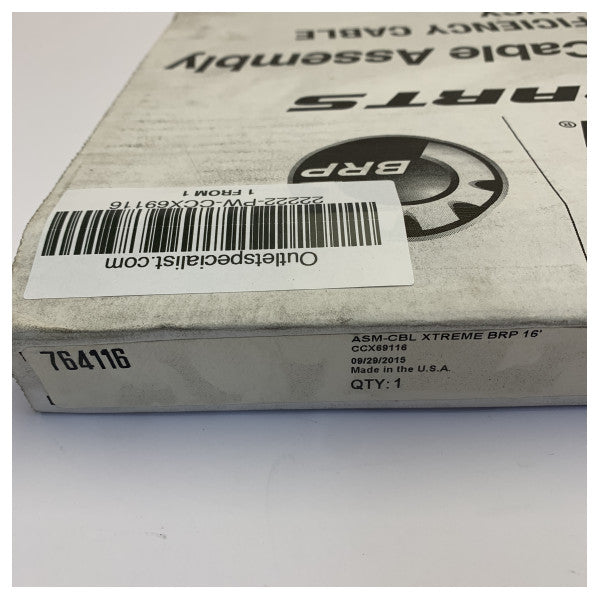 FICIENCY CABLE
Cable Assembly
PARTS
®
BRP
Outletspecialist.com
22222-PW-CCX69116
1 FROM 1
764116
ASM-CBL XTREME BRP 16'
CCX69116
09/29/2015
Made in the U.S.A.
QTY: 1